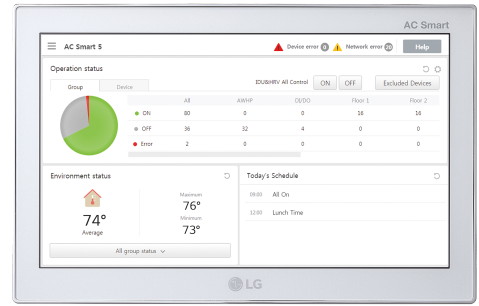 AC Smart
AC Smart 5
Device error 0 Network error 20 Help
Operation status
Group Device IDU&HRV All Control ON OFF Excluded Devices
All AWHP DI/DO Floor 1 Floor 2
ON 80 0 0 16 16
OFF 36 32 4 0 0
Error 2 0 0 0 0
Environment status
74°
Average
Maximum
76°
Minimum
73°
All group status
Today's Schedule
09:00 All On
12:00 Lunch Time
LG